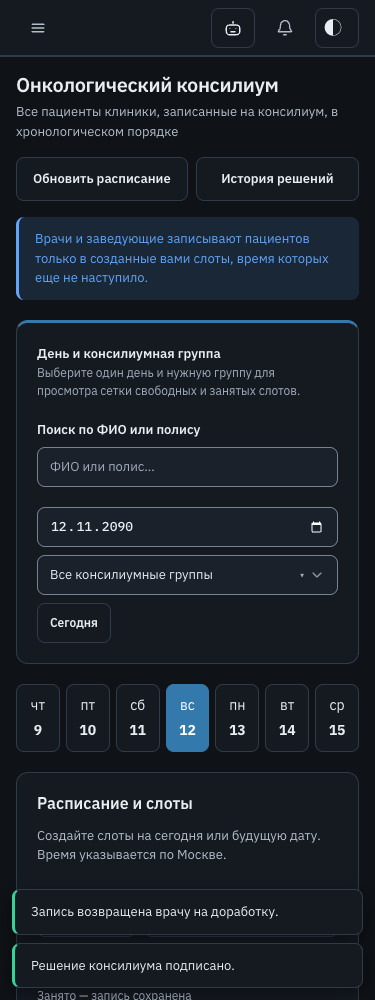 Онкологический консилиум
Все пациенты клиники, записанные на консилиум, в
хронологическом порядке
Обновить расписание
История решений
Врачи и заведующие записывают пациентов
только в созданные вами слоты, время которых
еще не наступило.
День и консилиумная группа
Выберите один день и нужную группу для
просмотра сетки свободных и занятых слотов.
Поиск по ФИО или полису
ФИО или полис...
12.11.2090
Все консилиумные группы
Сегодня
чт пт сб вс пн вт ср
9 10 11 12 13 14 15
Расписание и слоты
Создайте слоты на сегодня или будущую дату.
Время указывается по Москве.
Запись возвращена врачу на доработку.
Решение консилиума подписано.
Занято — запись сохранена